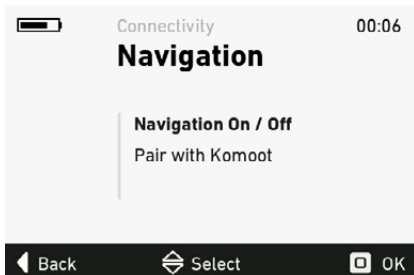 Connectivity 00:06
Navigation
Navigation On / Off
Pair with Komoot
Back Select OK